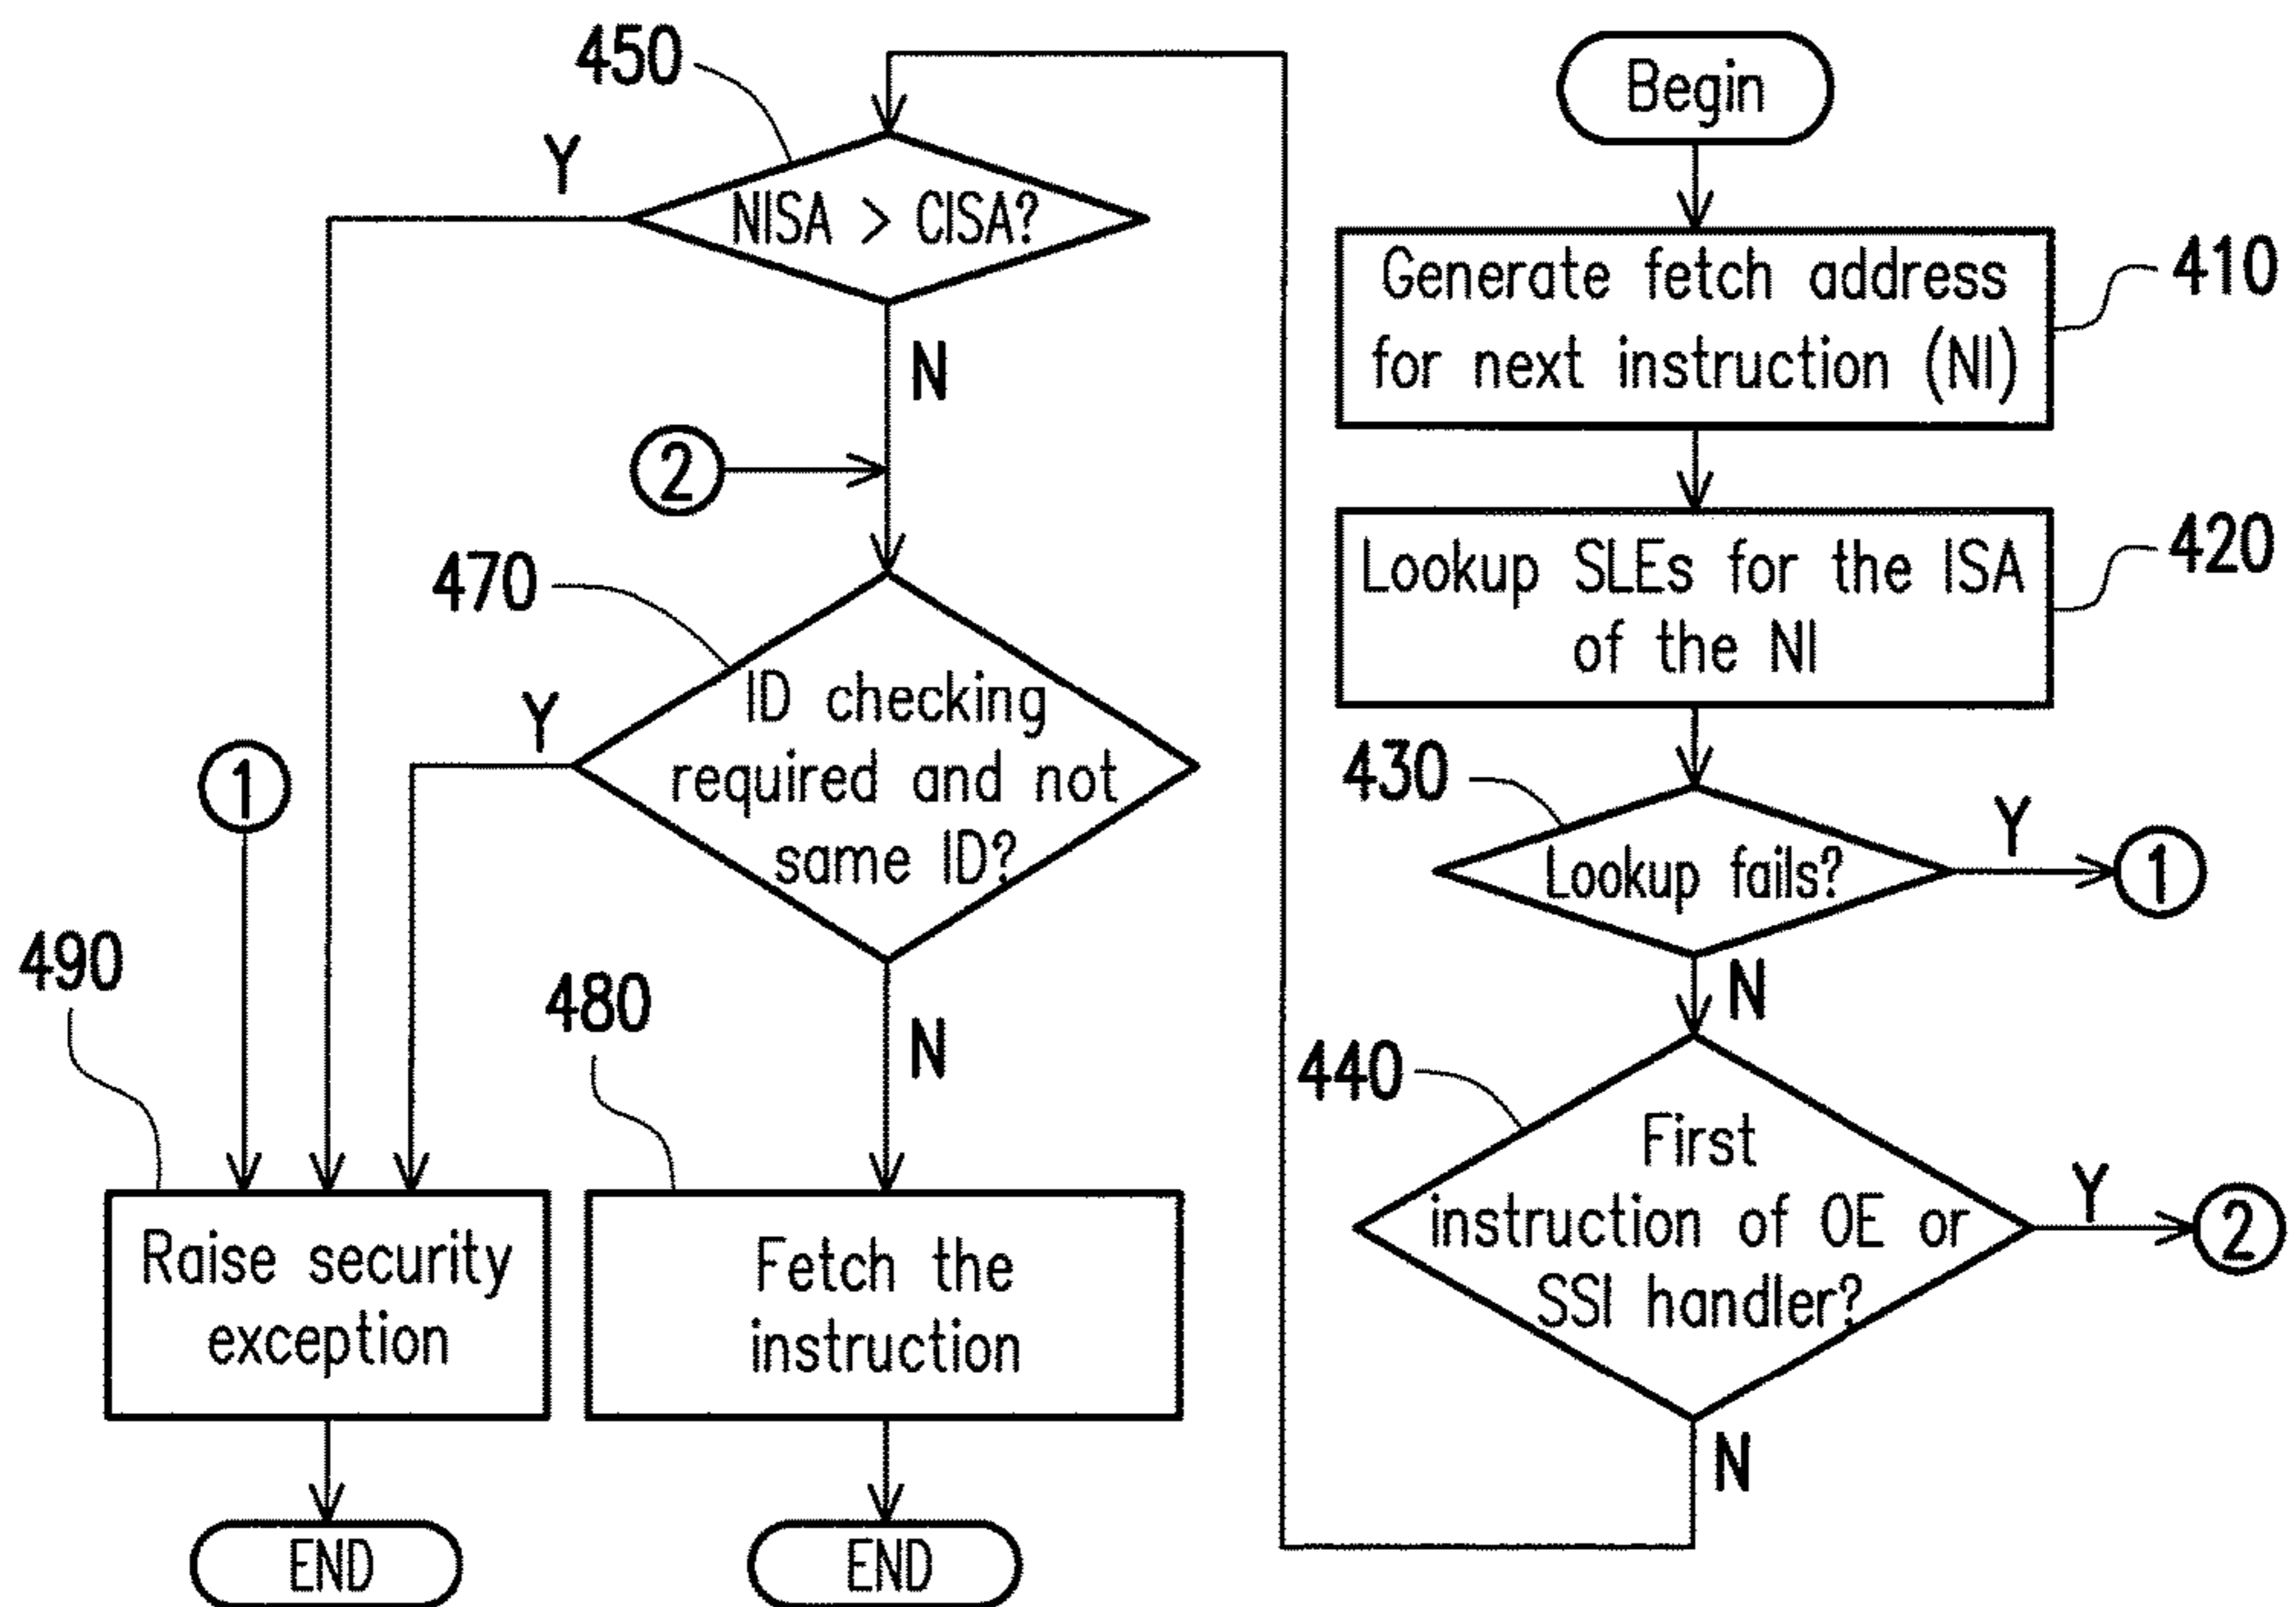 Begin
Generate fetch address
for next instruction (NI)
410
Lookup SLEs for the ISA
of the NI
420
430
Lookup fails?
Y
1
N
440
First
instruction of OE or
SSI handler?
Y
2
N
450
Y
NISA > CISA?
N
2
470
ID checking
required and not
same ID?
Y
1
N
490
Raise security
exception
480
Fetch the
instruction
END
END